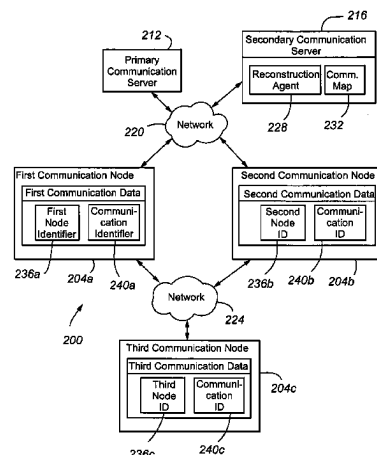 212
216
Primary
Communication
Server
Secondary Communication
Server
Reconstruction
Agent
Comm.
Map
220
Network
228
232
First Communication Node
First Communication Data
First
Node
Identifier
Communi-
cation
Identifier
Second Communication Node
Second Communication Data
Second
Node
ID
Communi-
cation
ID
236a
240a
204a
236b
240b
204b
Network
224
200
Third Communication Node
Third Communication Data
Third
Node
ID
Communi-
cation
ID
204c
236c
240c